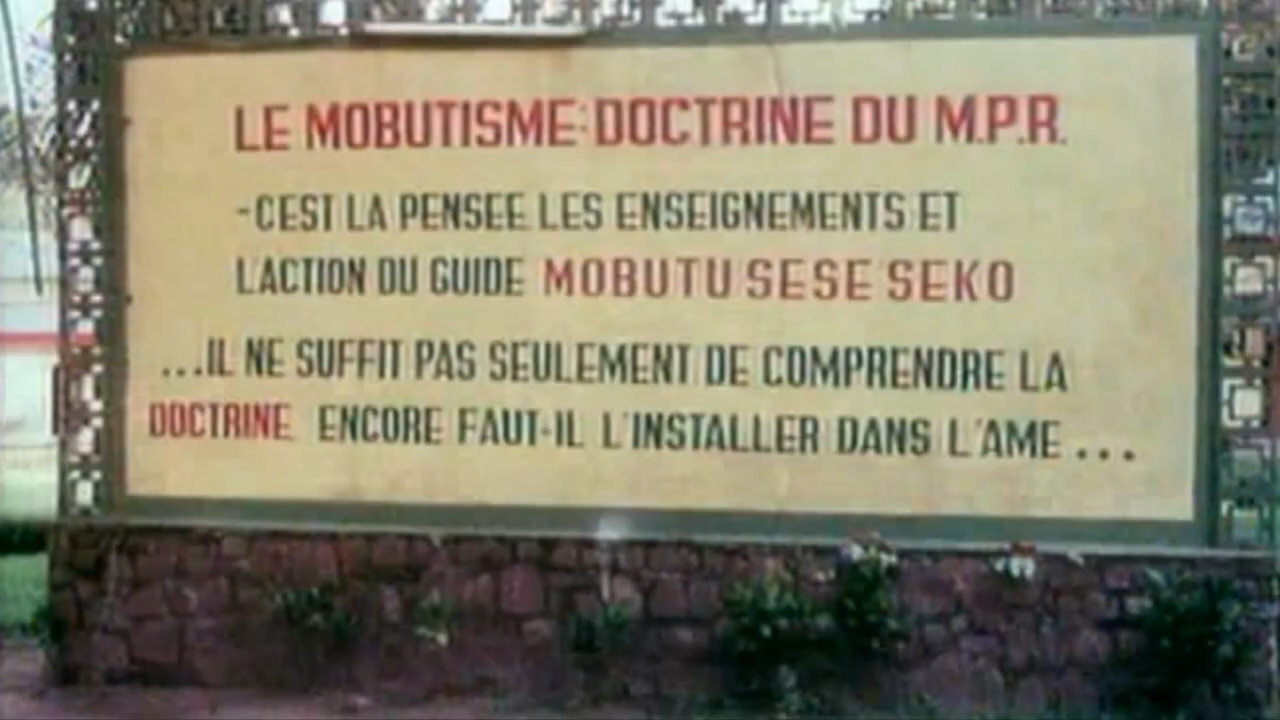 LE MOBUTISME: DOCTRINE DU M.P.R.
-C'EST LA PENSEE LES ENSEIGNEMENTS ET
L'ACTION DU GUIDE MOBUTU SESE SEKO
...IL NE SUFFIT PAS SEULEMENT DE COMPRENDRE LA
DOCTRINE ENCORE FAUT-IL L'INSTALLER DANS L'AME ...